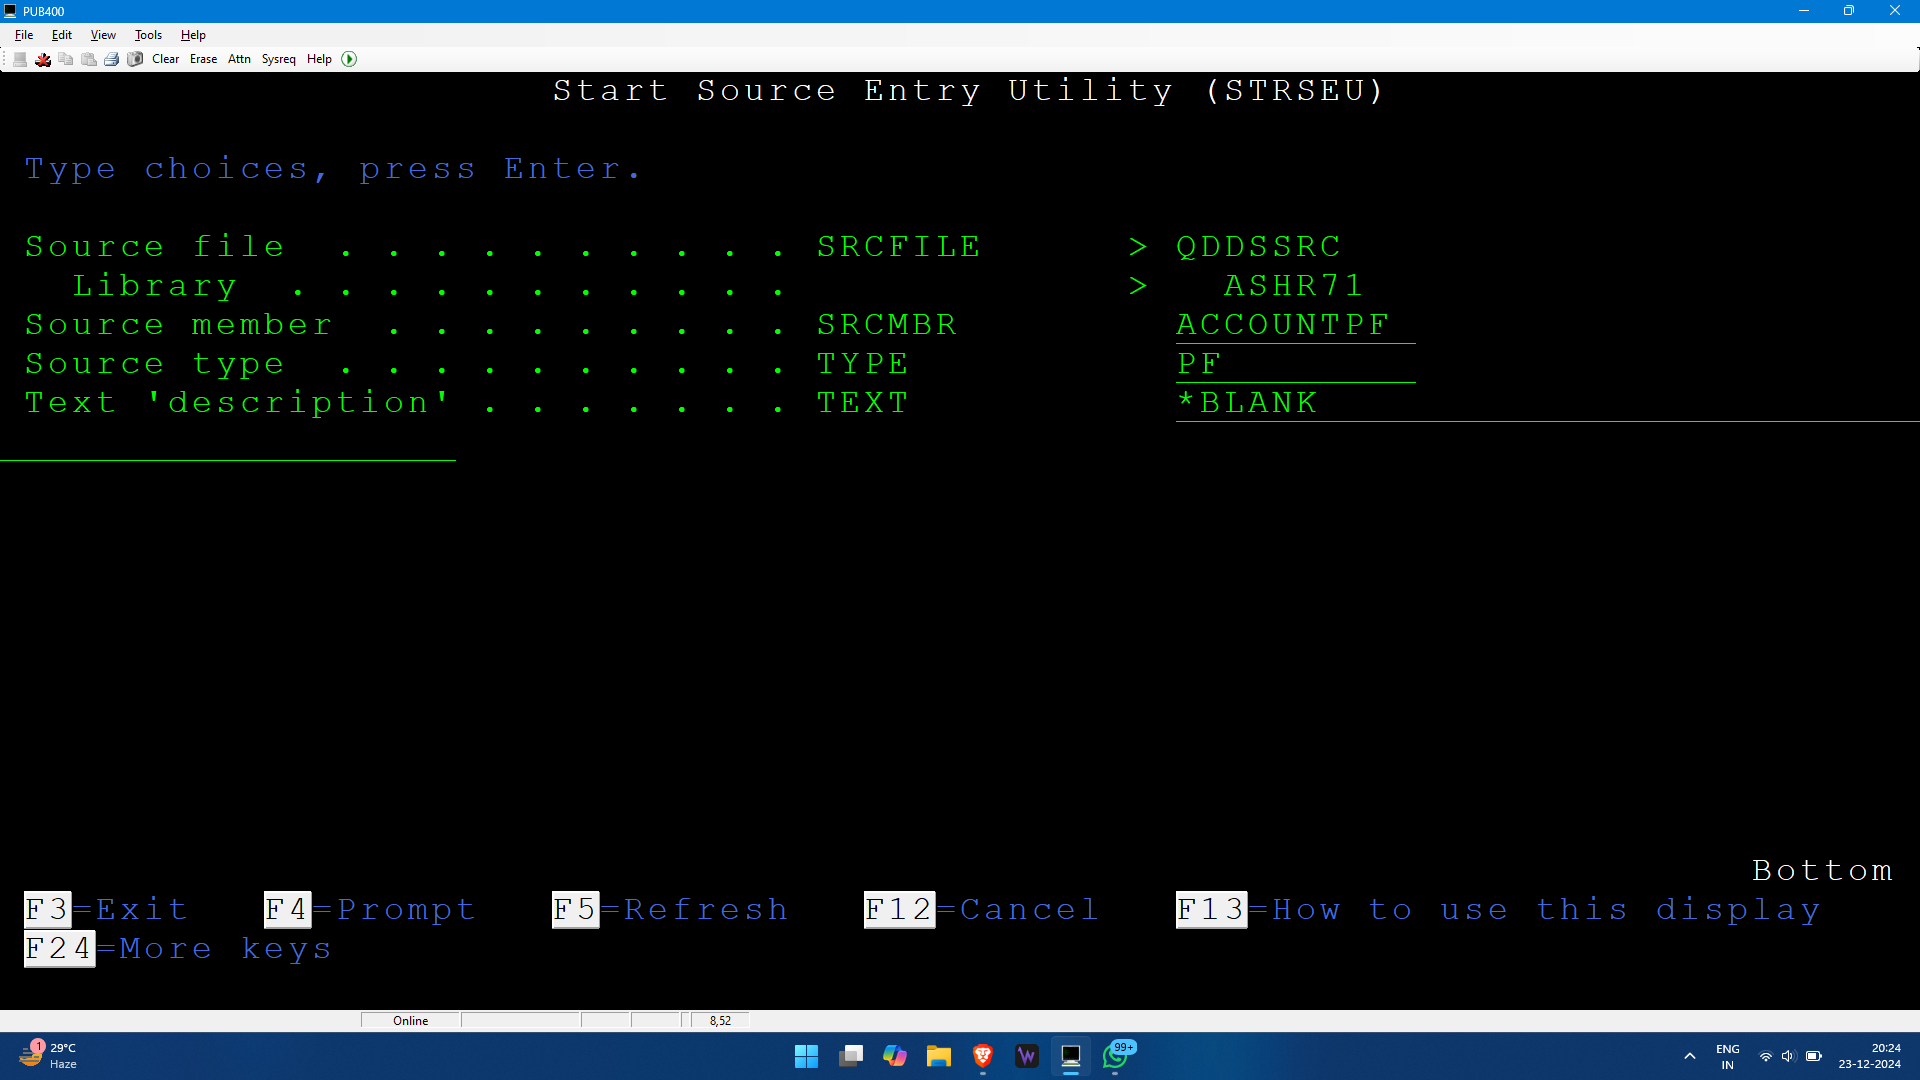 PUB400
File Edit View Tools Help
Clear Erase Attn Sysreq Help
Start Source Entry Utility (STRSEU)
Type choices, press Enter.
Source file . . . . . . . . . . SRCFILE > QDDSSRC
Library . . . . . . . . . . . > ASHR71
Source member . . . . . . . . . SRCMBR ACCOUNTPF
Source type . . . . . . . . . . TYPE PF
Text 'description' . . . . . . . TEXT *BLANK
Bottom
F3=Exit F4=Prompt F5=Refresh F12=Cancel F13=How to use this display
F24=More keys
Online 8,52
1 29°C
Haze
99+
ENG
IN
20:24
23-12-2024